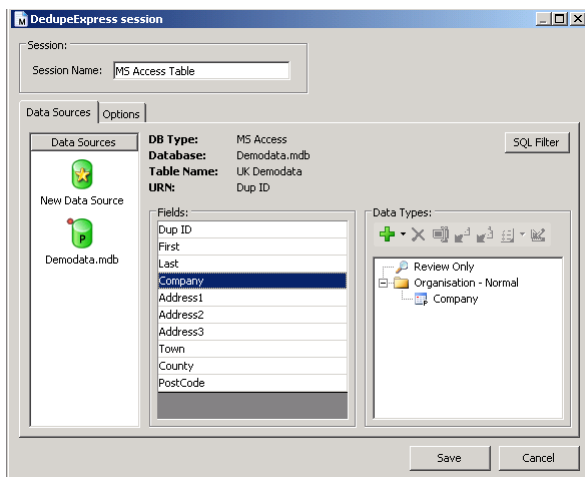 DedupeExpress session
Session:
Session Name: MS Access Table
Data Sources Options
Data Sources
New Data Source
P
Demodata.mdb
DB Type: MS Access
Database: Demodata.mdb
Table Name: UK Demodata
URN: Dup ID
SQL Filter
Fields:
Dup ID
First
Last
Company
Address1
Address2
Address3
Town
County
PostCode
Data Types:
Review Only
Organisation - Normal
Company
Save Cancel